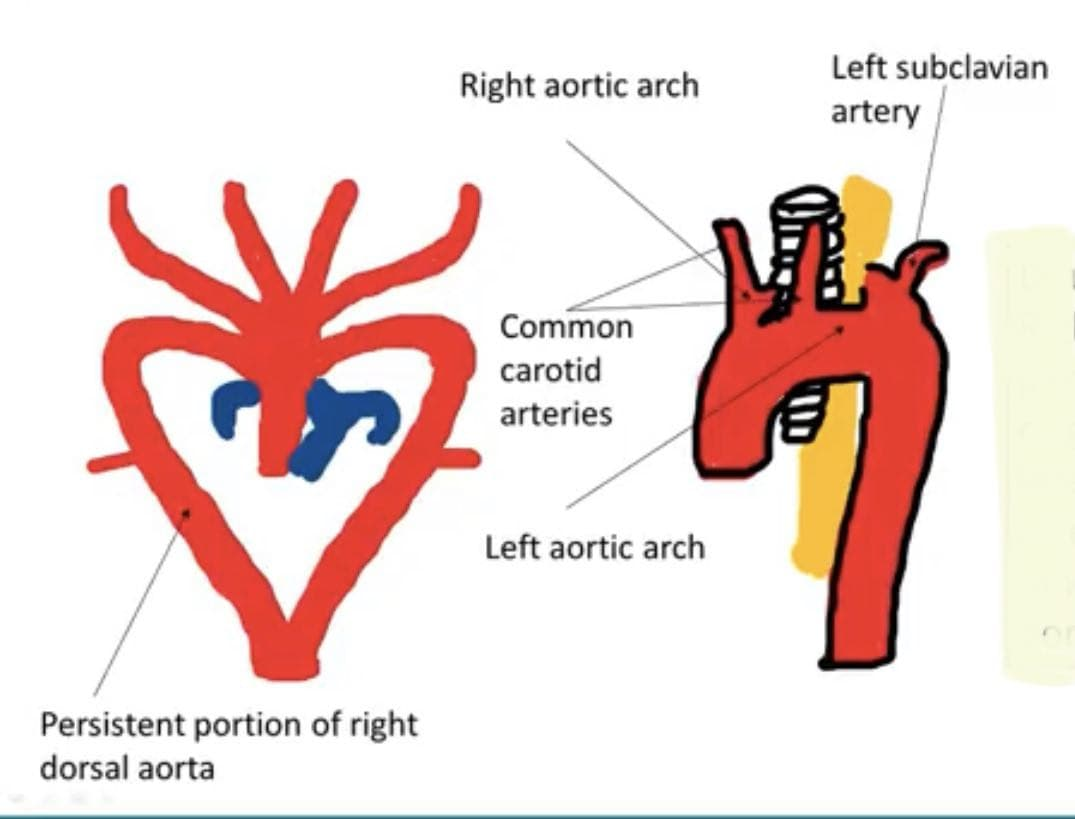 Right aortic arch
Left subclavian
artery
Common
carotid
arteries
Left aortic arch
Persistent portion of right
dorsal aorta